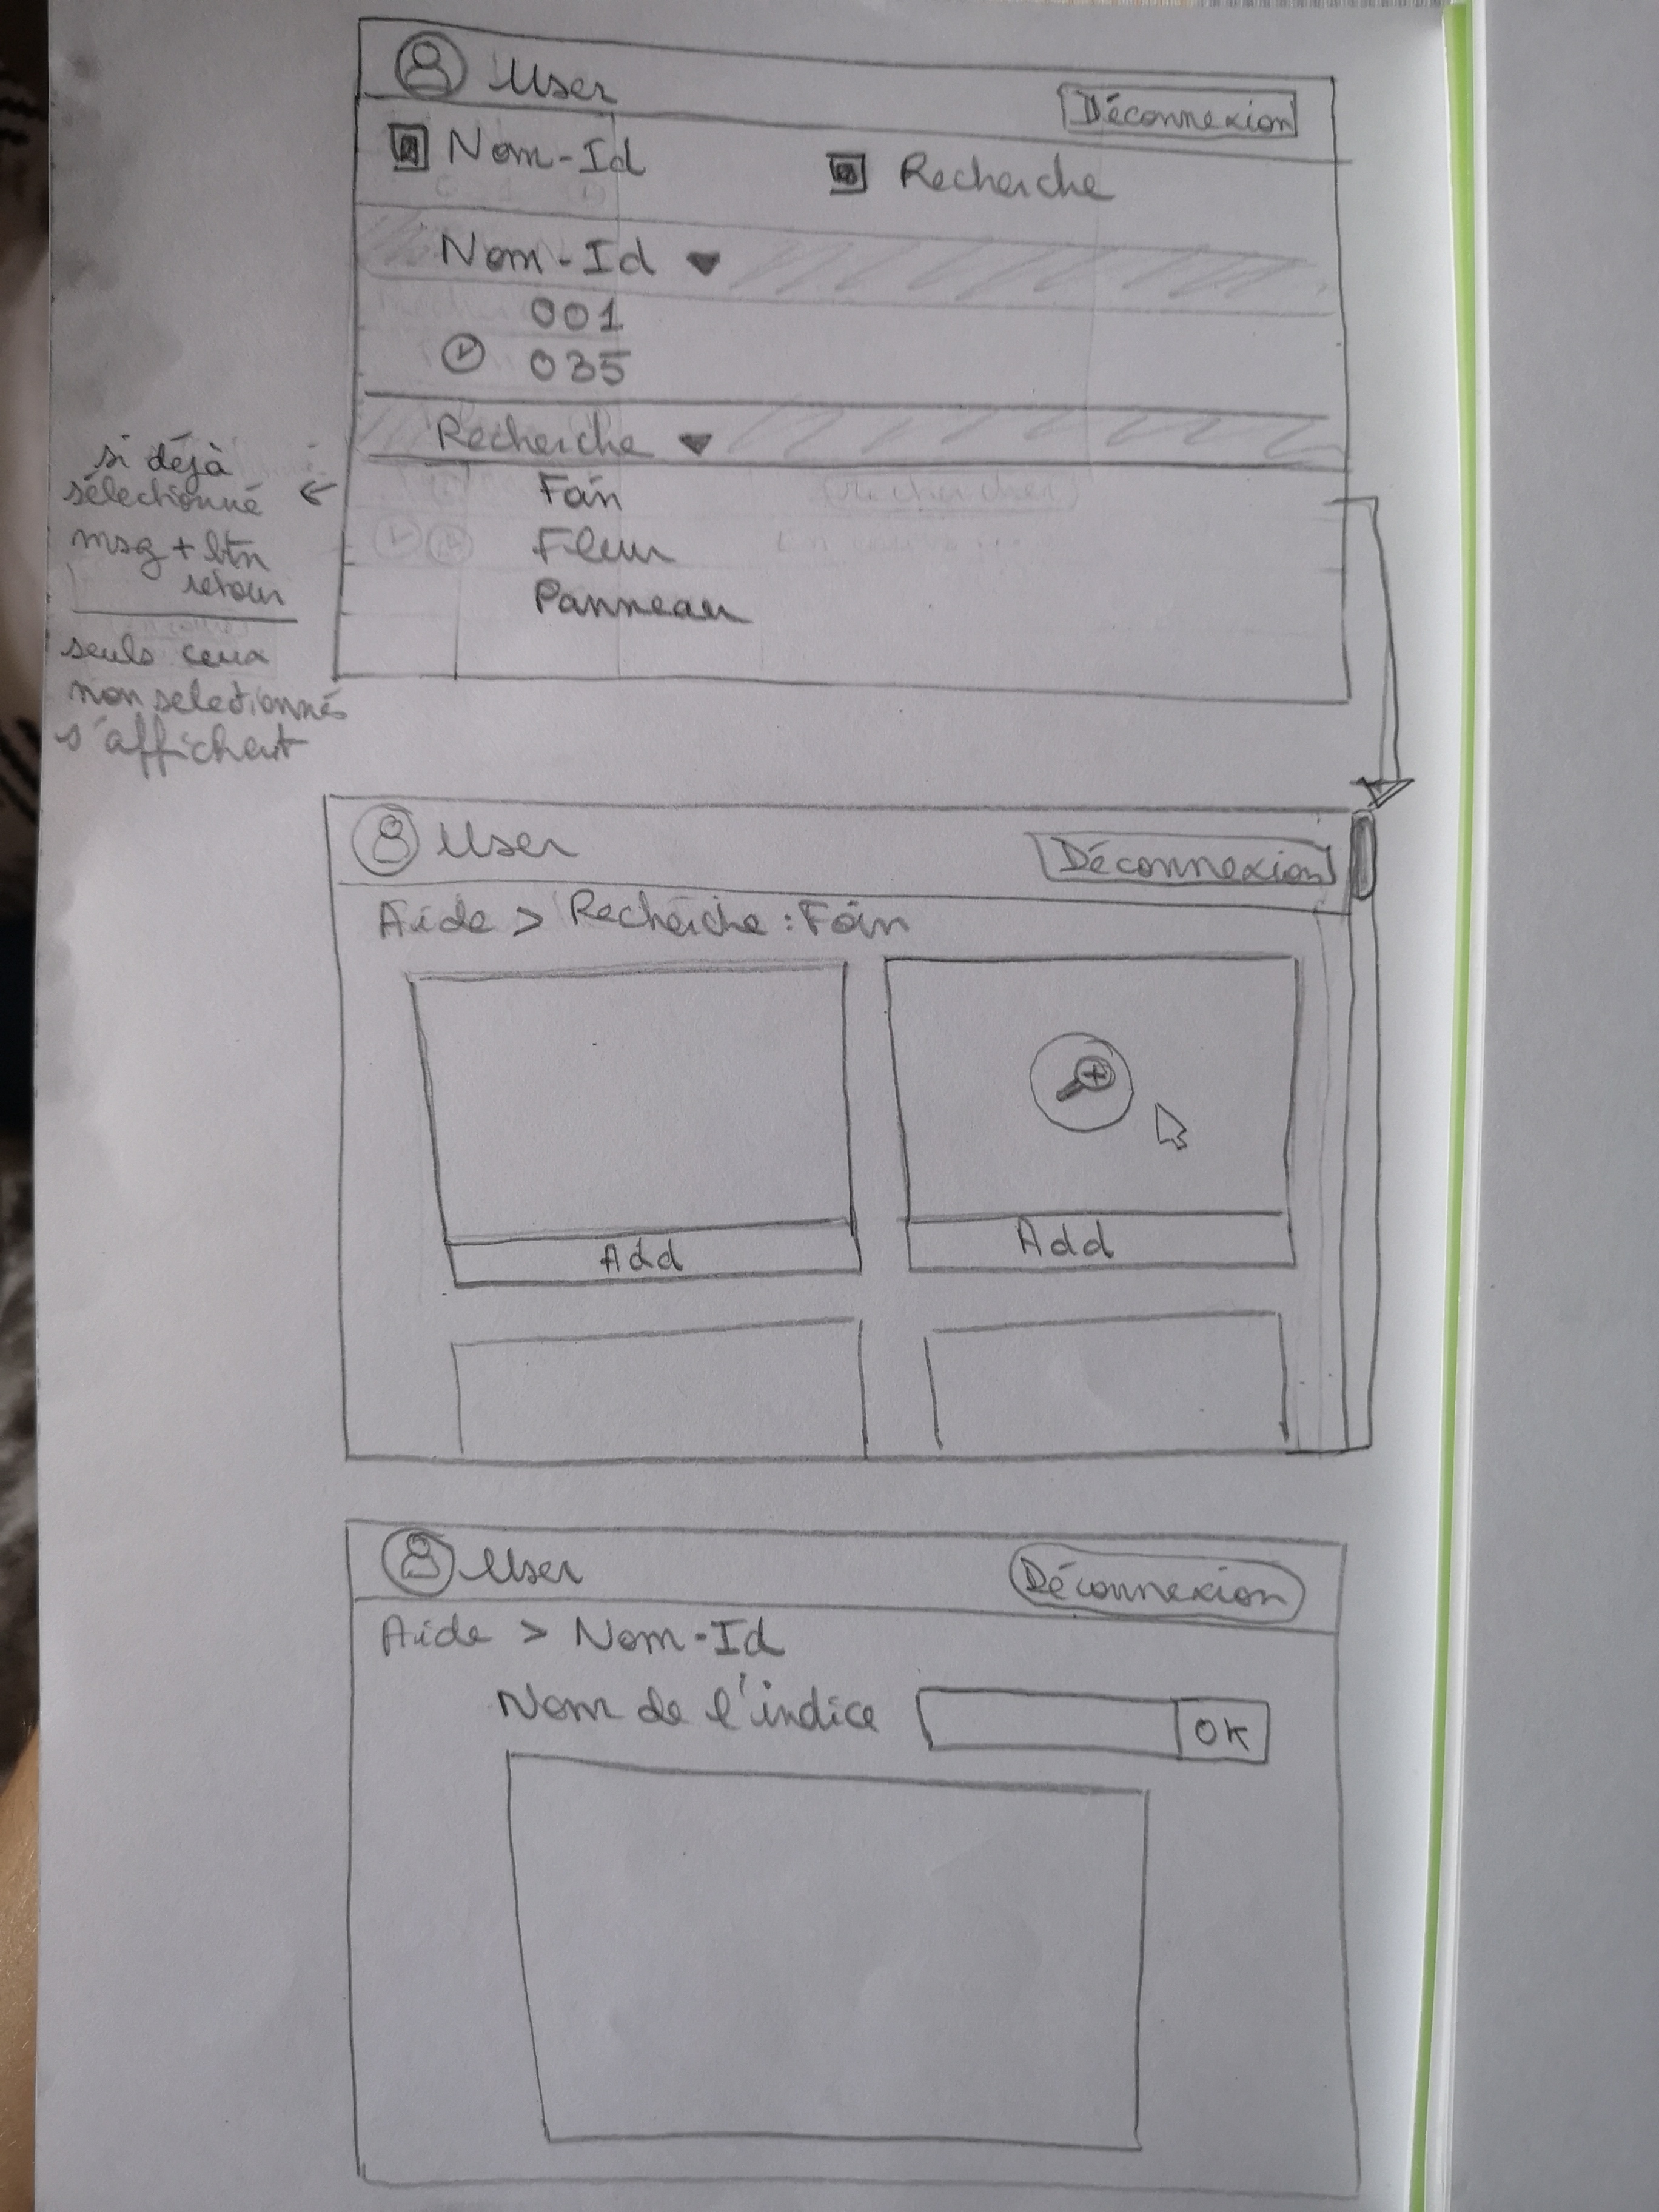 User
Déconnexion
Nom-Id
Recherche
Nom-Id
001
035
Recherche
Foin
Fleur
Panneau
si déjà
sélectionné
msg + btn
retour
seuls ceux
non selectionnés
s'affichent
User
Déconnexion
Aide > Recherche : Foin
Add
Add
User
Déconnexion
Aide > Nom-Id
Nom de l'indice
OK